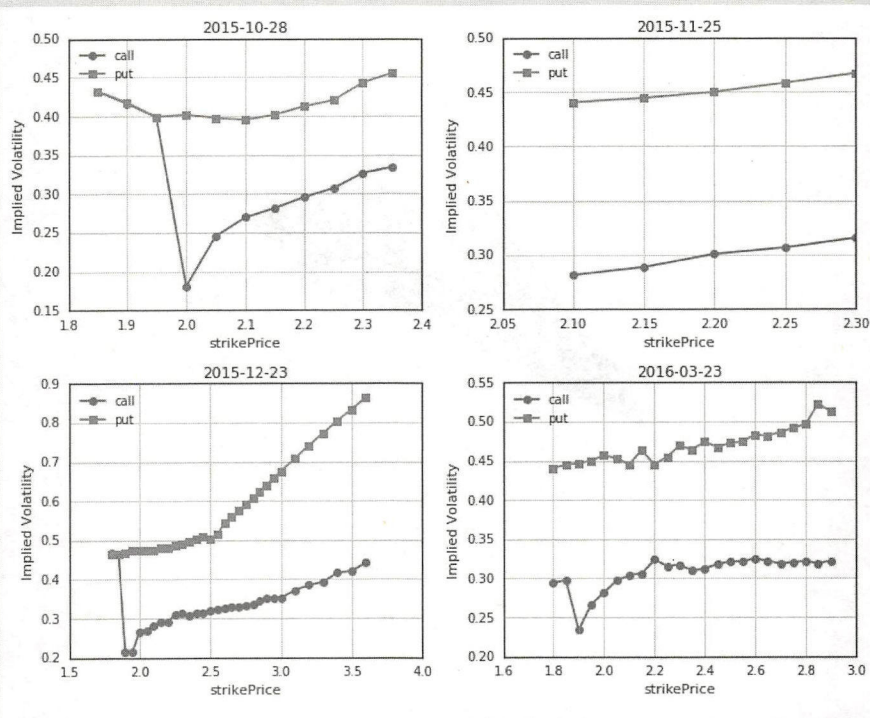 2015-10-28
call
put
Implied Volatility
0.50
0.45
0.40
0.35
0.30
0.25
0.20
0.15
1.8 1.9 2.0 2.1 2.2 2.3 2.4
strikePrice
2015-11-25
call
put
Implied Volatility
0.50
0.45
0.40
0.35
0.30
0.25
2.05 2.10 2.15 2.20 2.25 2.30
strikePrice
2015-12-23
call
put
Implied Volatility
0.9
0.8
0.7
0.6
0.5
0.4
0.3
0.2
1.5 2.0 2.5 3.0 3.5 4.0
strikePrice
2016-03-23
call
put
Implied Volatility
0.55
0.50
0.45
0.40
0.35
0.30
0.25
0.20
1.6 1.8 2.0 2.2 2.4 2.6 2.8 3.0
strikePrice